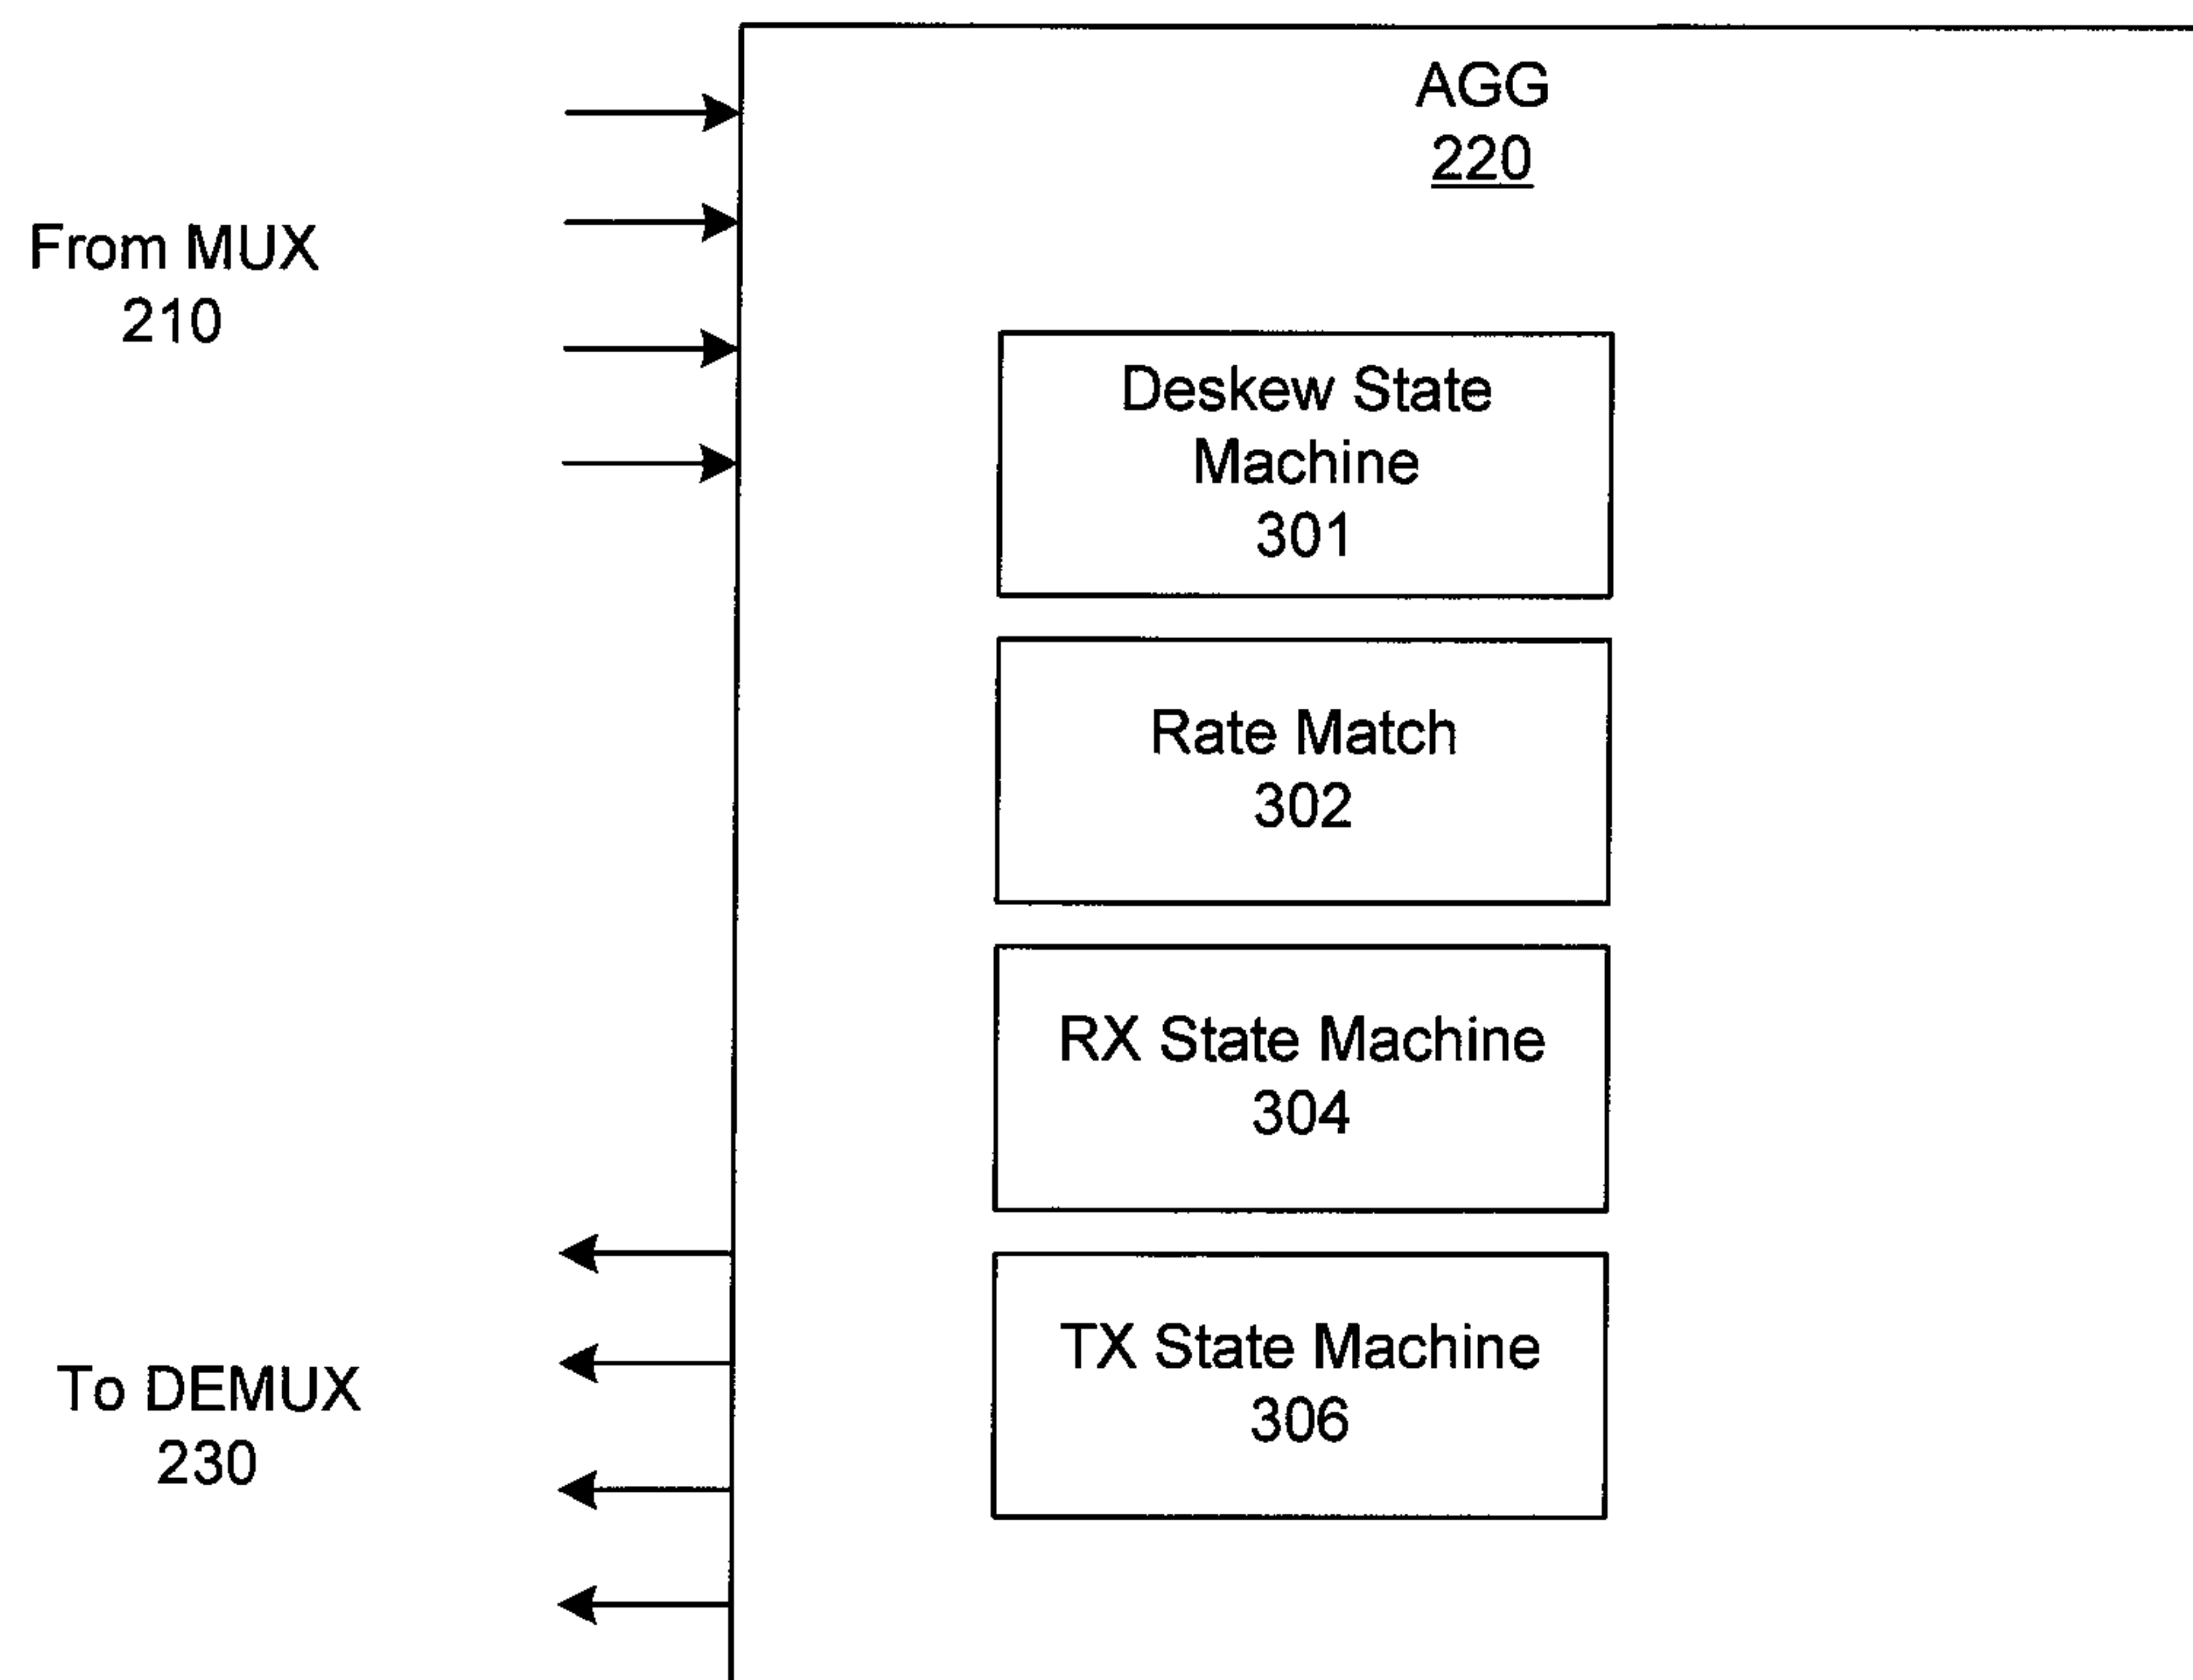 AGG
220
From MUX
210
Deskew State
Machine
301
Rate Match
302
RX State Machine
304
TX State Machine
306
To DEMUX
230